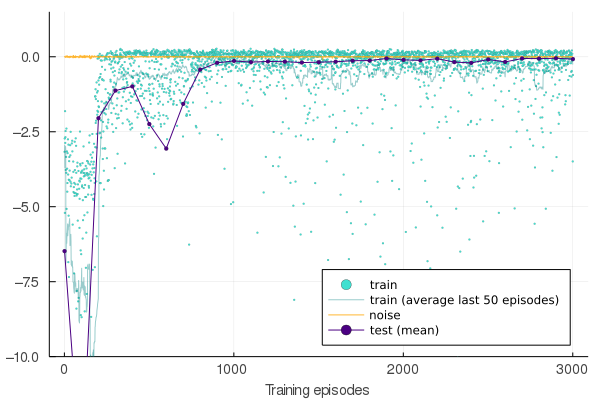 0.0
−2.5
−5.0
−7.5
−10.0
train
train (average last 50 episodes)
noise
test (mean)
0 1000 2000 3000
Training episodes